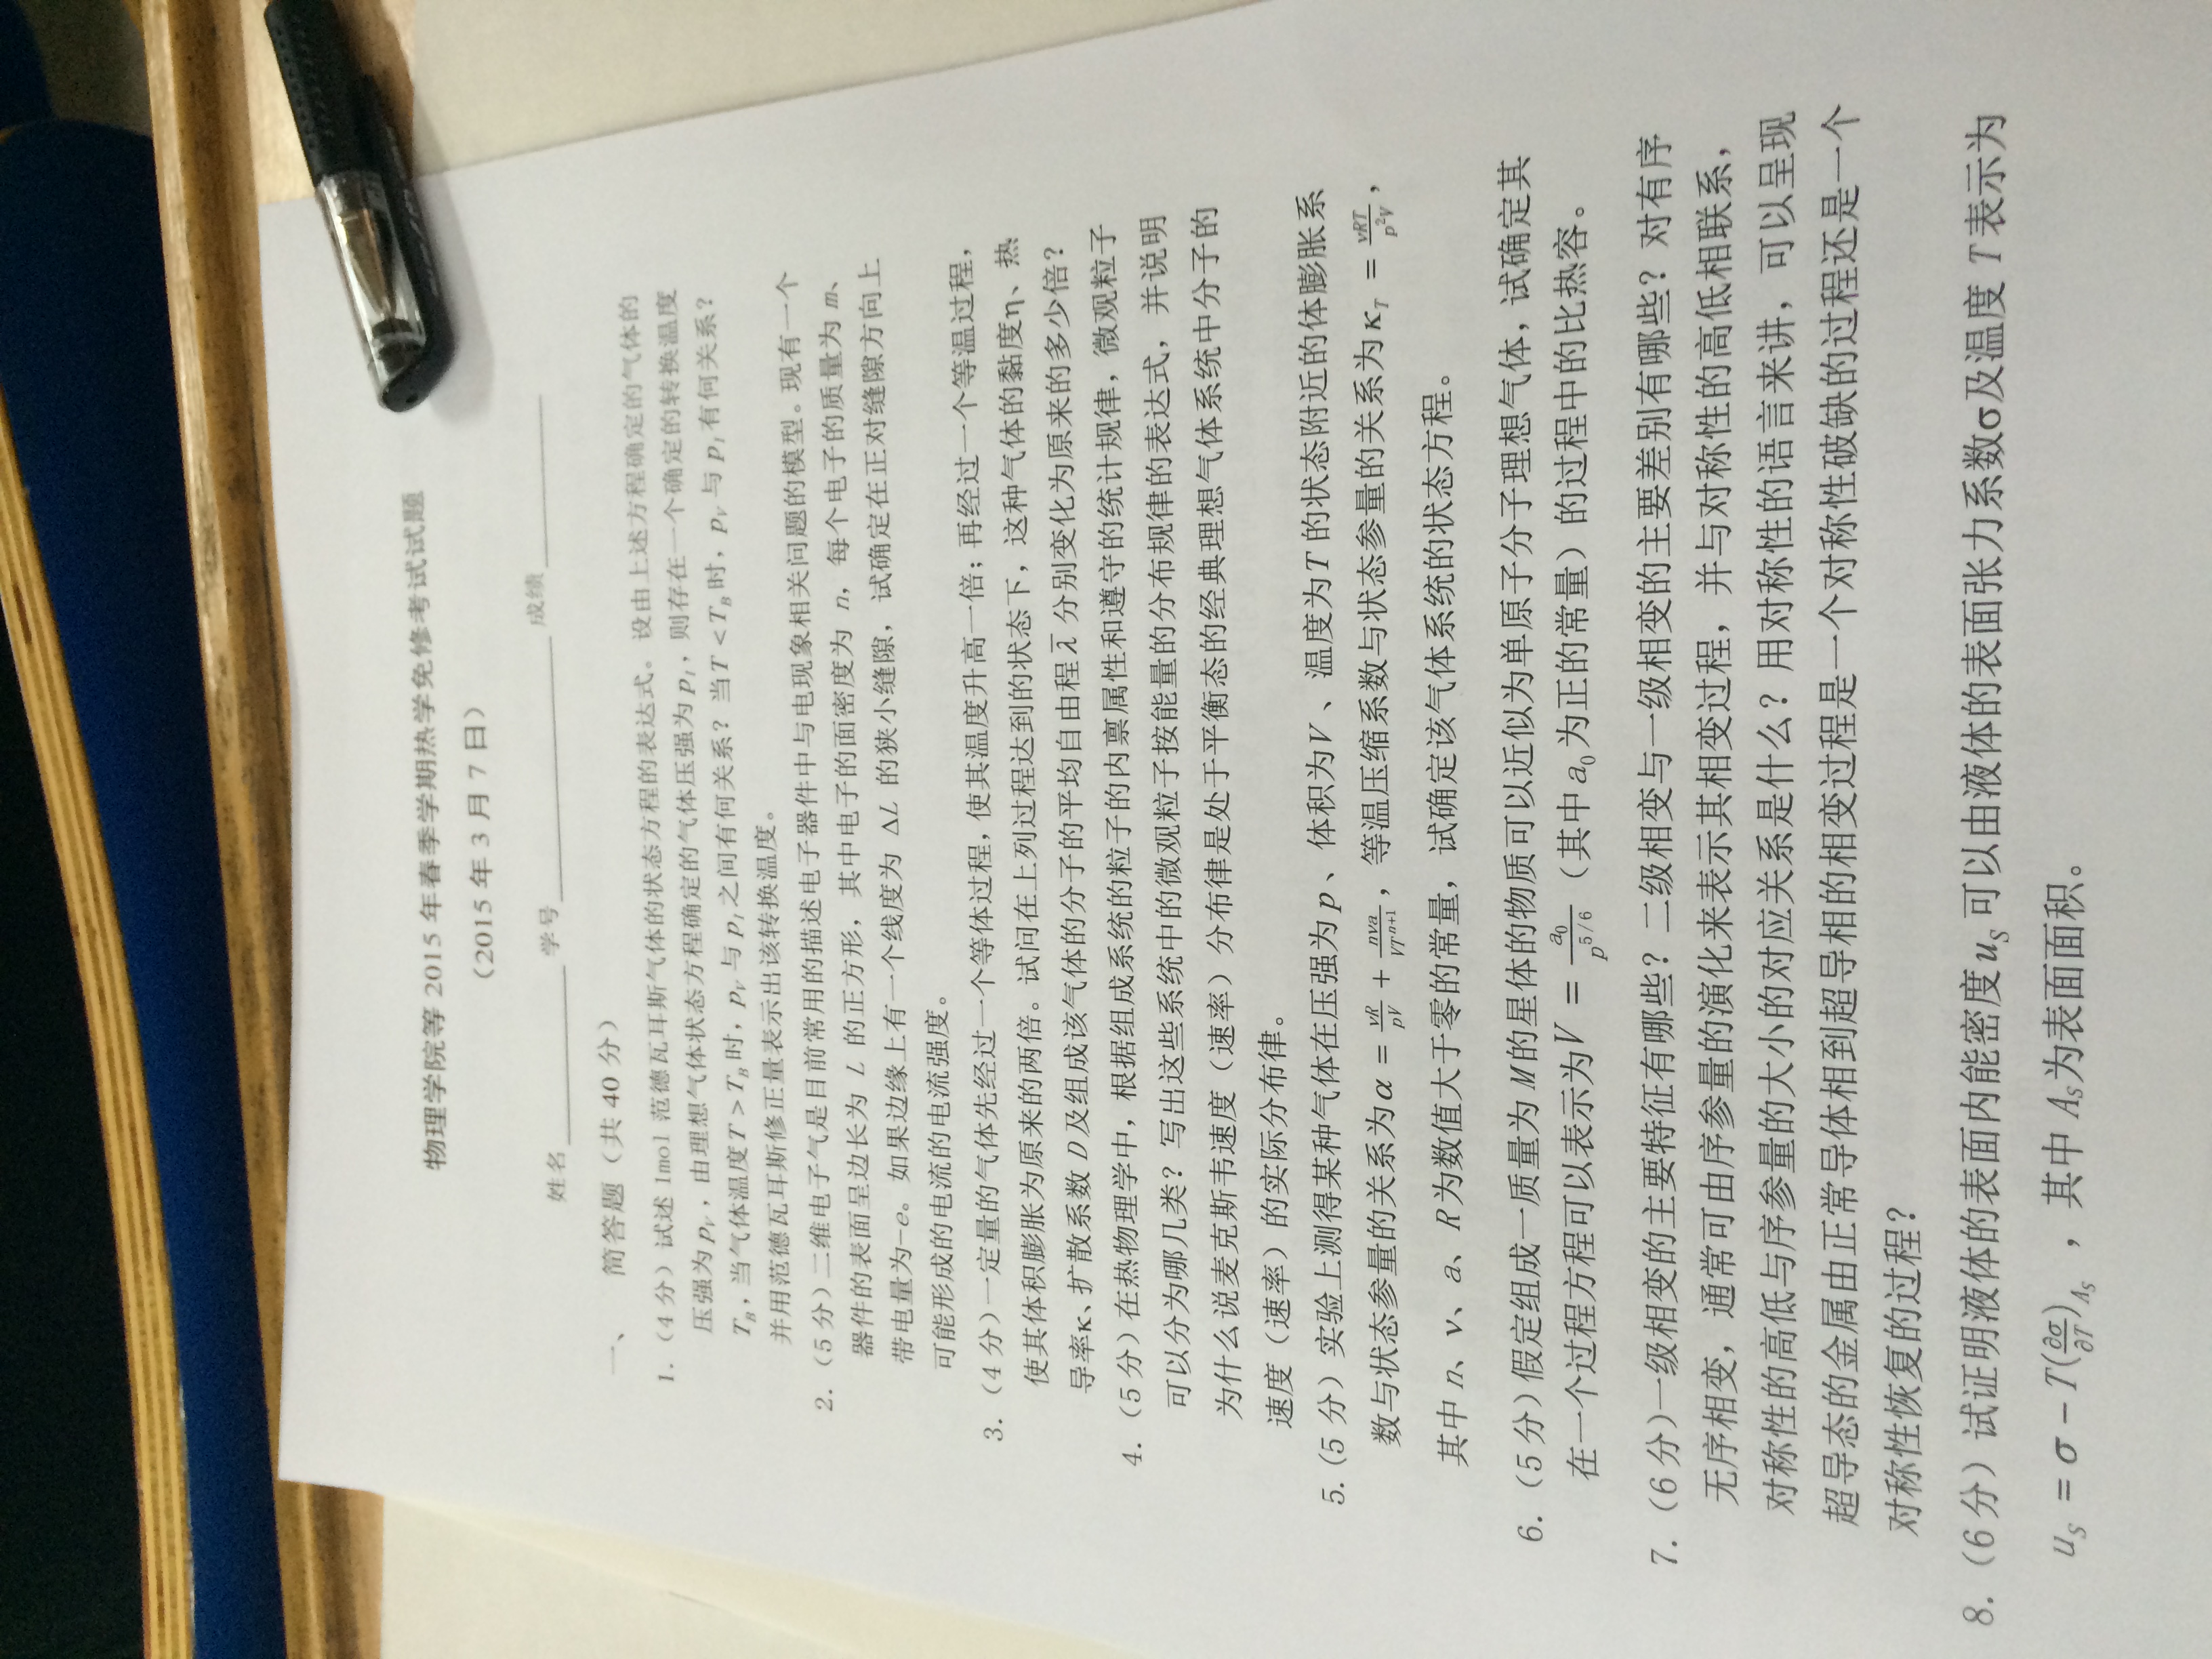 物理学院等 2015 年春季学期热学免修考试试题
（2015 年 3 月 7 日）
姓名__________ 学号______________ 成绩__________
一、 简答题（共 40 分）
1.（4 分）试述 1mol 范德瓦耳斯气体的状态方程的表达式。设由上述方程确定的气体的
压强为 p_V，由理想气体状态方程确定的气体压强为 p_I，则存在一个确定的转换温度
T_B，当气体温度 T > T_B 时，p_V 与 p_I 之间有何关系？当 T < T_B 时，p_V 与 p_I 有何关系？
并用范德瓦耳斯修正量表示出该转换温度。
2.（5 分）二维电子气是目前常用的描述电子器件中与电现象相关问题的模型。现有一个
器件的表面呈边长为 L 的正方形，其中电子的面密度为 n，每个电子的质量为 m、
带电量为-e。如果边缘上有一个线度为 ΔL 的狭小缝隙，试确定在正对缝隙方向上
可能形成的电流的电流强度。
3.（4 分）一定量的气体先经过一个等体过程，使其温度升高一倍；再经过一个等温过程，
使其体积膨胀为原来的两倍。试问在上列过程达到的状态下，这种气体的黏度η、热
导率κ、扩散系数 D 及组成该气体的分子的平均自由程 λ̄ 分别变化为原来的多少倍？
4.（5 分）在热物理学中，根据组成系统的粒子的内禀属性和遵守的统计规律，微观粒子
可以分为哪几类？写出这些系统中的微观粒子按能量的分布规律的表达式，并说明
为什么说麦克斯韦速度（速率）分布律是处于平衡态的经典理想气体系统中分子的
速度（速率）的实际分布律。
5.（5 分）实验上测得某种气体在压强为 p 、体积为 V 、温度为 T 的状态附近的体膨胀系
数与状态参量的关系为 α = νR/pV + nνa/VT^{n+1}，等温压缩系数与状态参量的关系为 κ_T = νRT/p²V，
其中 n、ν、a、R 为数值大于零的常量，试确定该气体系统的状态方程。
6.（5 分）假定组成一质量为 M 的星体的物质可以近似为单原子分子理想气体，试确定其
在一个过程方程可以表示为 V = a₀/p^{5/6}（其中 a₀ 为正的常量）的过程中的比热容。
7.（6 分）一级相变的主要特征有哪些？二级相变与一级相变的主要差别有哪些？对有序
无序相变，通常可由序参量的演化来表示其相变过程，并与对称性的高低相联系，
对称性的高低与序参量的大小的对应关系是什么？用对称性的语言来讲，可以呈现
超导态的金属由正常导体相到超导相的相变过程是一个对称性破缺的过程还是一个
对称性恢复的过程？
8.（6 分）试证明液体的表面内能密度 u_S 可以由液体的表面张力系数σ及温度 T 表示为
u_S = σ − T(∂σ/∂T)_{A_S} ，其中 A_S 为表面面积。